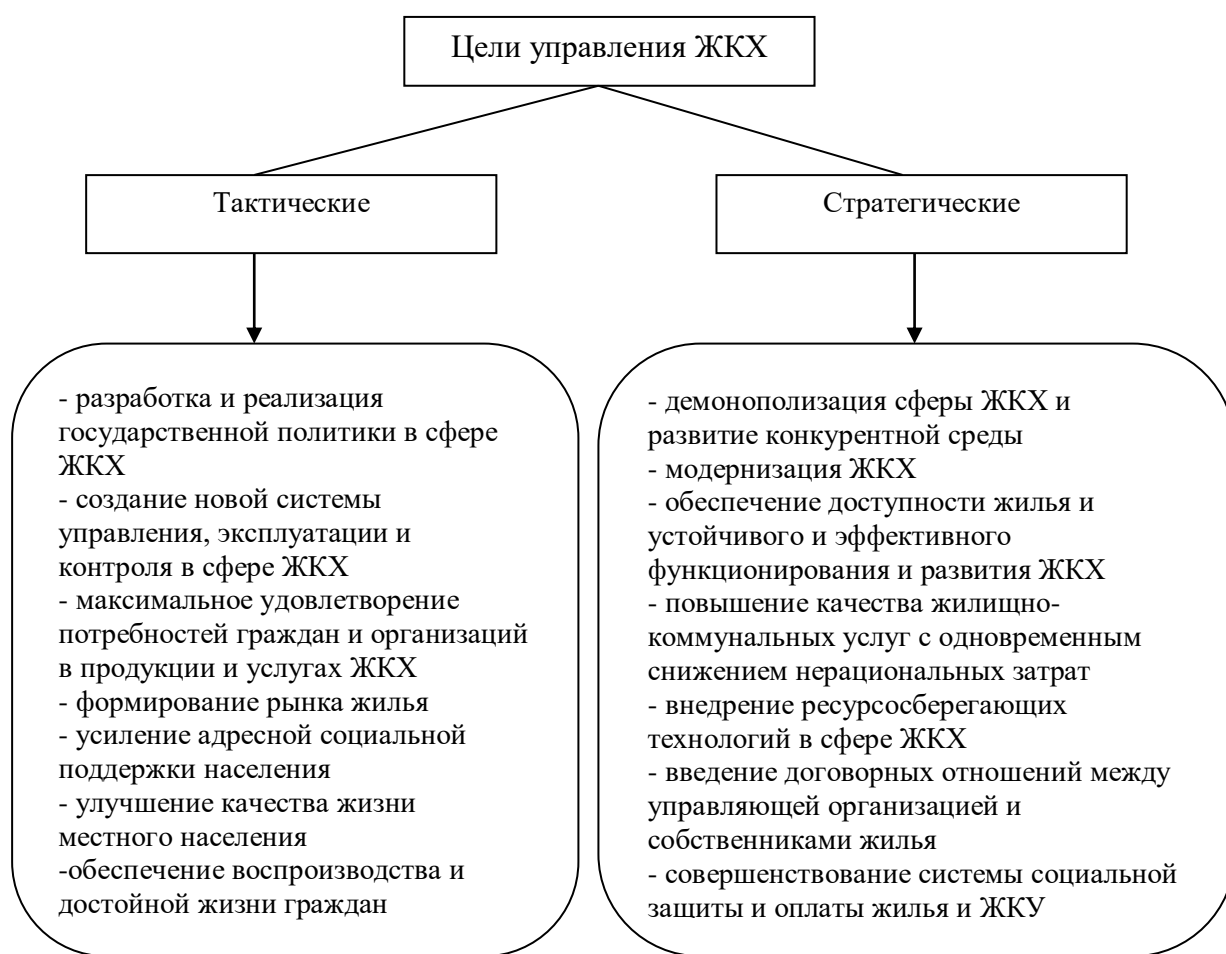 Цели управления ЖКХ
Тактические
Стратегические
- разработка и реализация
государственной политики в сфере
ЖКХ
- создание новой системы
управления, эксплуатации и
контроля в сфере ЖКХ
- максимальное удовлетворение
потребностей граждан и организаций
в продукции и услугах ЖКХ
- формирование рынка жилья
- усиление адресной социальной
поддержки населения
- улучшение качества жизни
местного населения
-обеспечение воспроизводства и
достойной жизни граждан
- демонополизация сферы ЖКХ и
развитие конкурентной среды
- модернизация ЖКХ
- обеспечение доступности жилья и
устойчивого и эффективного
функционирования и развития ЖКХ
- повышение качества жилищно-
коммунальных услуг с одновременным
снижением нерациональных затрат
- внедрение ресурсосберегающих
технологий в сфере ЖКХ
- введение договорных отношений между
управляющей организацией и
собственниками жилья
- совершенствование системы социальной
защиты и оплаты жилья и ЖКУ